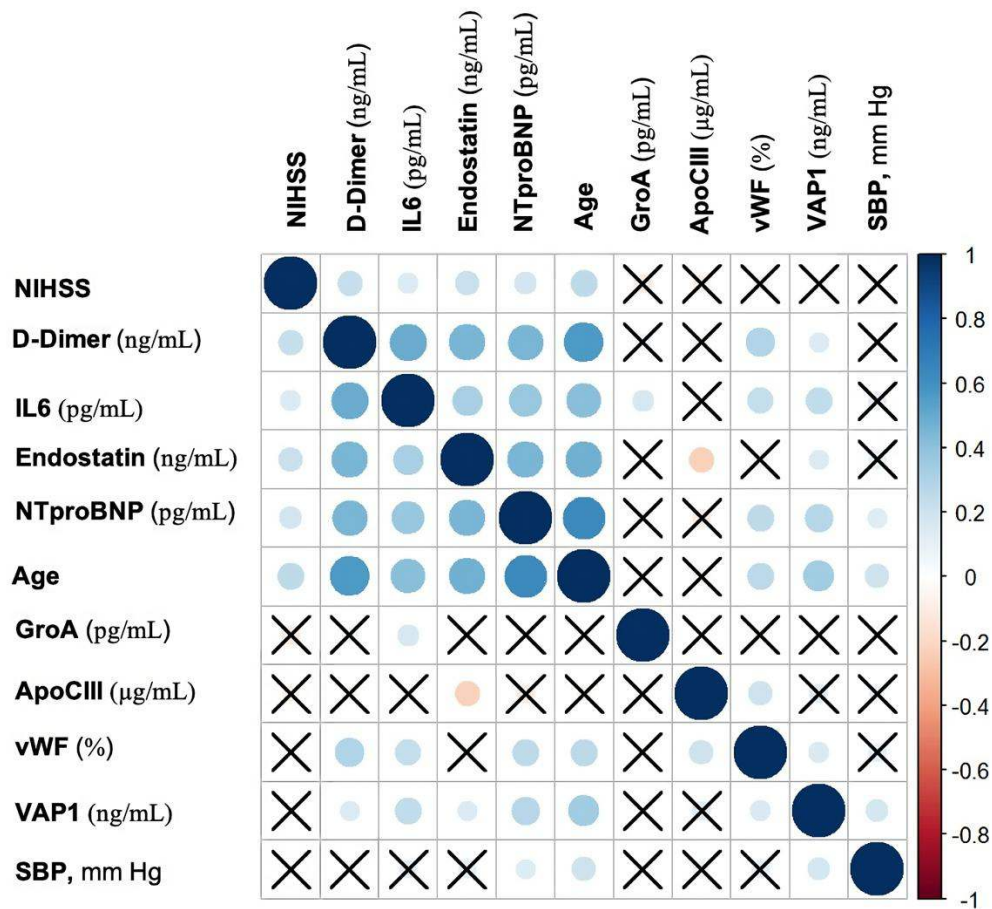 NIHSS
D-Dimer (ng/mL)
IL6 (pg/mL)
Endostatin (ng/mL)
NTproBNP (pg/mL)
Age
GroA (pg/mL)
ApoCIII (µg/mL)
vWF (%)
VAP1 (ng/mL)
SBP, mm Hg
NIHSS
D-Dimer (ng/mL)
IL6 (pg/mL)
Endostatin (ng/mL)
NTproBNP (pg/mL)
Age
GroA (pg/mL)
ApoCIII (µg/mL)
vWF (%)
VAP1 (ng/mL)
SBP, mm Hg
1
0.8
0.6
0.4
0.2
0
-0.2
-0.4
-0.6
-0.8
-1